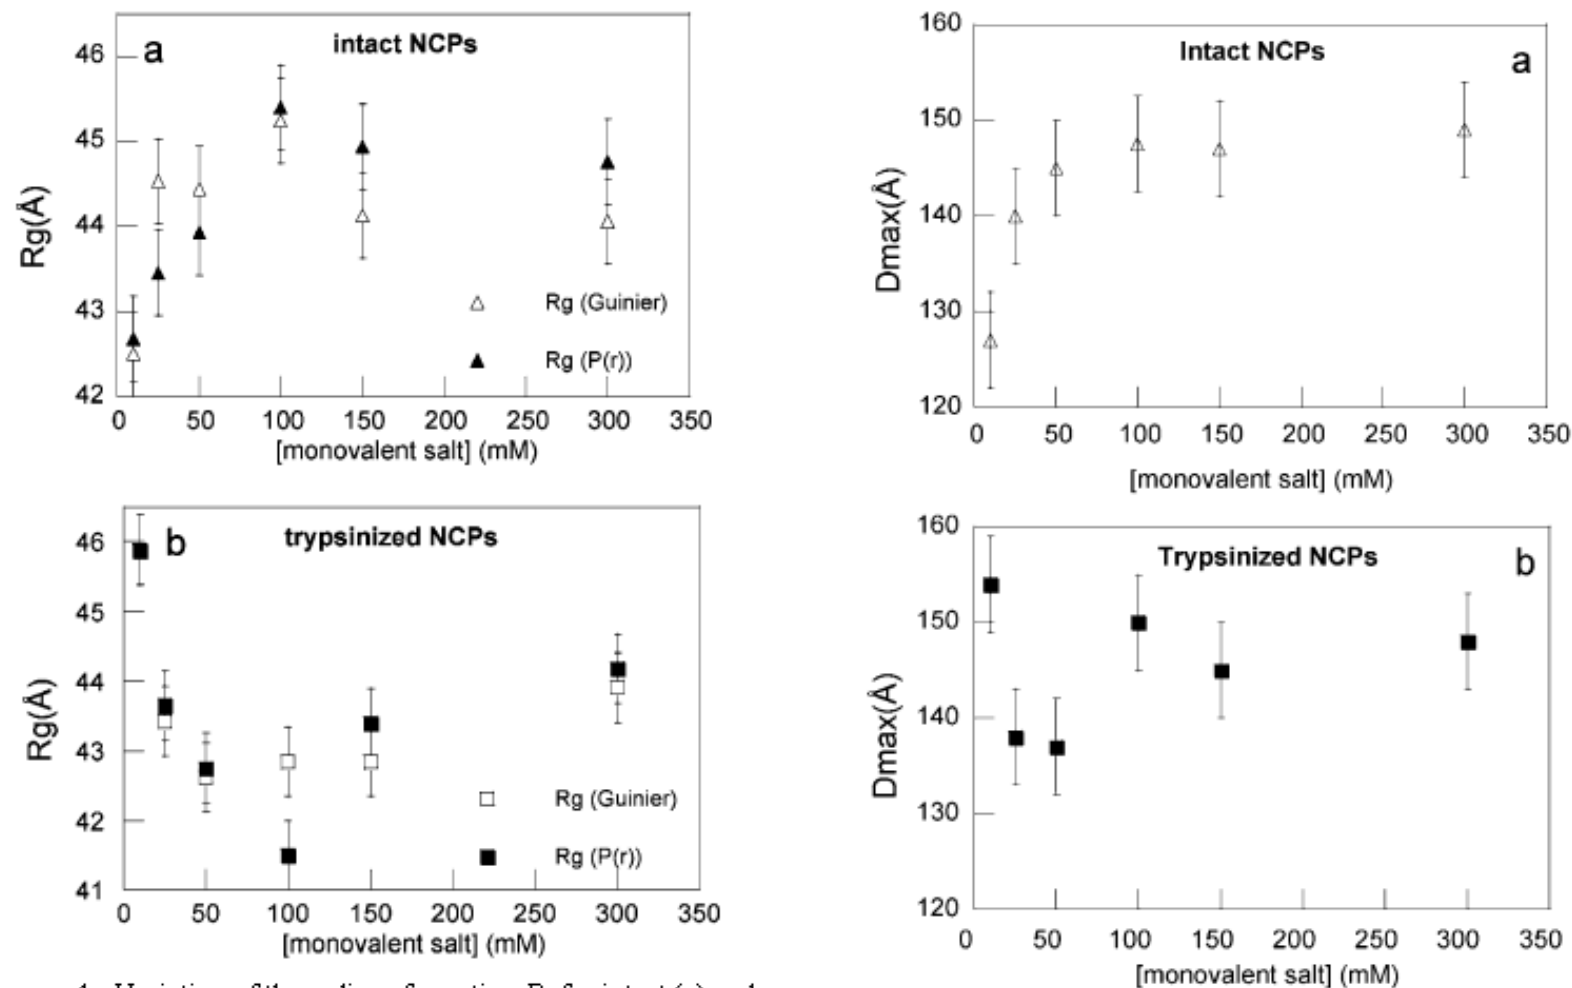 a
intact NCPs
46
45
44
43
42
Rg(Å)
Rg (Guinier)
Rg (P(r))
0 50 100 150 200 250 300 350
[monovalent salt] (mM)
Intact NCPs
a
160
150
140
130
120
Dmax(Å)
0 50 100 150 200 250 300 350
[monovalent salt] (mM)
b
trypsinized NCPs
46
45
44
43
42
41
Rg(Å)
Rg (Guinier)
Rg (P(r))
0 50 100 150 200 250 300 350
[monovalent salt] (mM)
Trypsinized NCPs
b
160
150
140
130
120
Dmax(Å)
0 50 100 150 200 250 300 350
[monovalent salt] (mM)